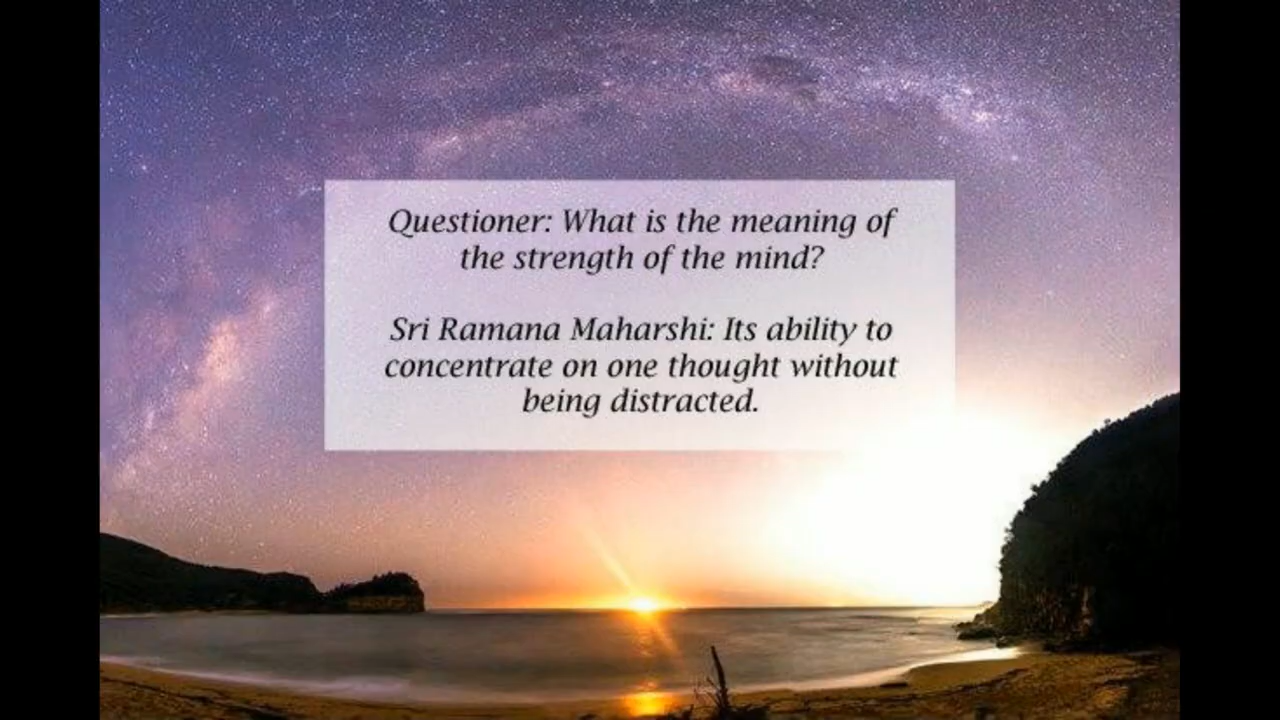 Questioner: What is the meaning of
the strength of the mind?
Sri Ramana Maharshi: Its ability to
concentrate on one thought without
being distracted.